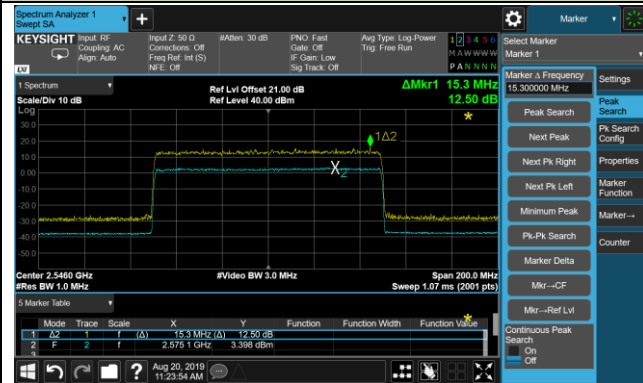 Spectrum Analyzer 1
Swept SA
+
Marker
KEYSIGHT Input: RF
Coupling: AC
Align: Auto
Input Z: 50 Ω
Corrections: Off
Freq Ref: Int (S)
NFE: Off
#Atten: 30 dB
PNO: Fast
Gate: Off
IF Gain: Low
Sig Track: Off
Avg Type: Log-Power
Trig: Free Run
1 2 3 4 5 6
M A W W W W
P A N N N N
LXI
Select Marker
Marker 1
1 Spectrum
Scale/Div 10 dB
Log
Ref Lvl Offset 21.00 dB
Ref Level 40.00 dBm
ΔMkr1 15.3 MHz
12.50 dB
30.0
20.0
10.0
0.00
-10.0
-20.0
-30.0
-40.0
-50.0
1Δ2
X2
Center 2.5460 GHz
#Res BW 1.0 MHz
#Video BW 3.0 MHz
Span 200.0 MHz
Sweep 1.07 ms (2001 pts)
5 Marker Table
Mode Trace Scale X Y Function Function Width Function Value
1 Δ2 1 f (Δ) 15.3 MHz (Δ) 12.50 dB
2 F 2 f 2.575 1 GHz 3.398 dBm
3
Aug 20, 2019
11:23:54 AM
Marker Δ Frequency
15.300000 MHz
Peak Search
Next Peak
Next Pk Right
Next Pk Left
Minimum Peak
Pk-Pk Search
Marker Delta
Mkr→CF
Mkr→Ref Lvl
Continuous Peak
Search
On
Off
Settings
Peak
Search
Pk Search
Config
Properties
Marker
Function
Marker→
Counter